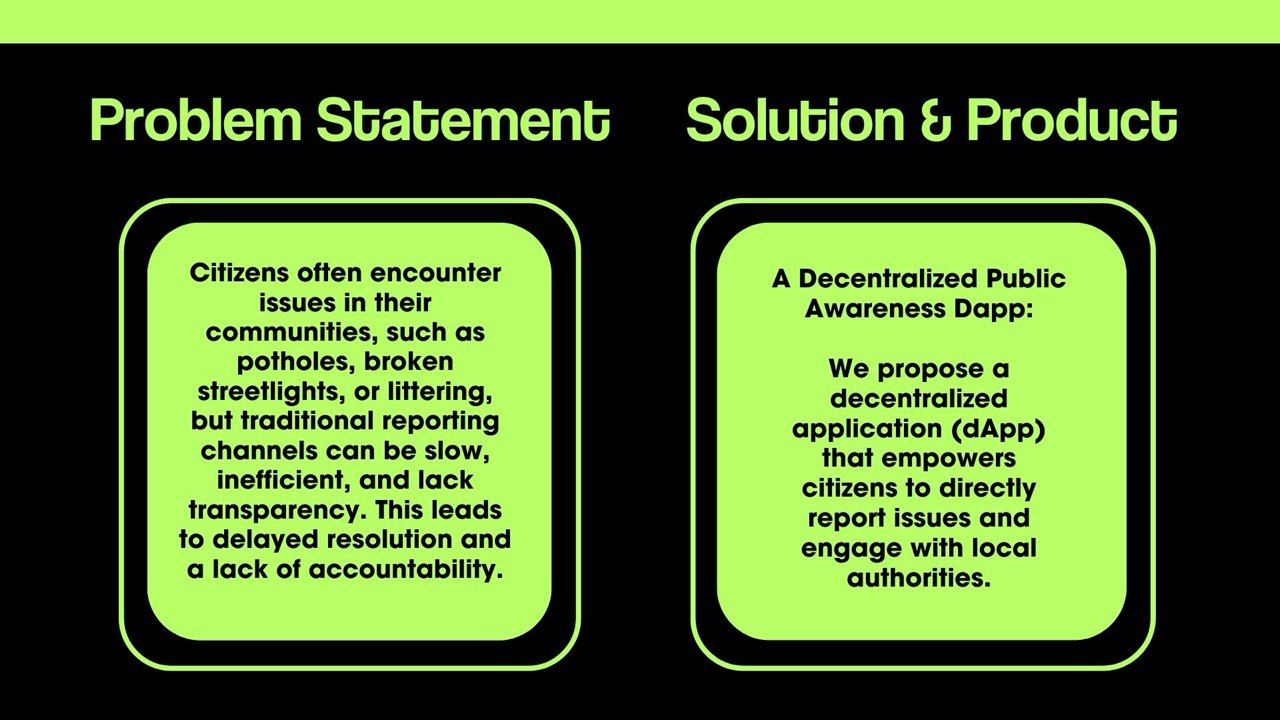 Problem Statement
Citizens often encounter
issues in their
communities, such as
potholes, broken
streetlights, or littering,
but traditional reporting
channels can be slow,
inefficient, and lack
transparency. This leads
to delayed resolution and
a lack of accountability.
Solution & Product
A Decentralized Public
Awareness Dapp:
We propose a
decentralized
application (dApp)
that empowers
citizens to directly
report issues and
engage with local
authorities.